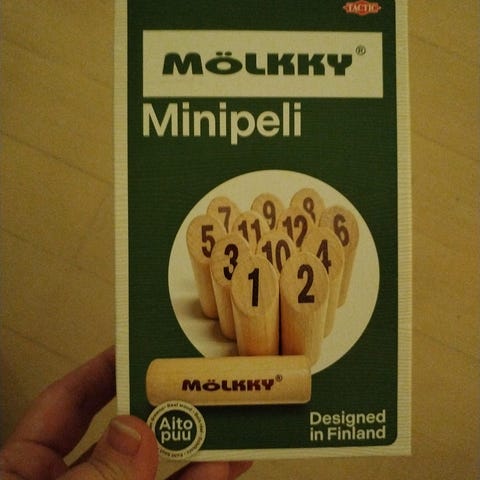 TACTIC
MÖLKKY®
Minipeli
7 9 8
5 11 12 6
3 10 4
1 2
MÖLKKY®
Aito
puu
Designed
in Finland